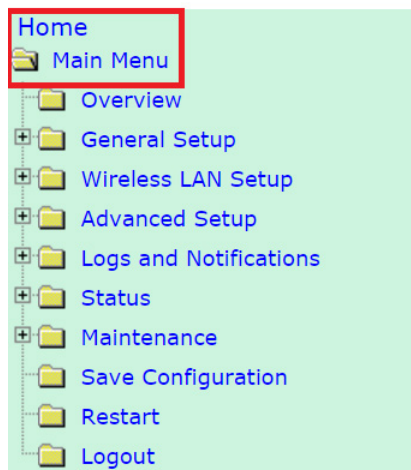 Home
Main Menu
Overview
General Setup
Wireless LAN Setup
Advanced Setup
Logs and Notifications
Status
Maintenance
Save Configuration
Restart
Logout